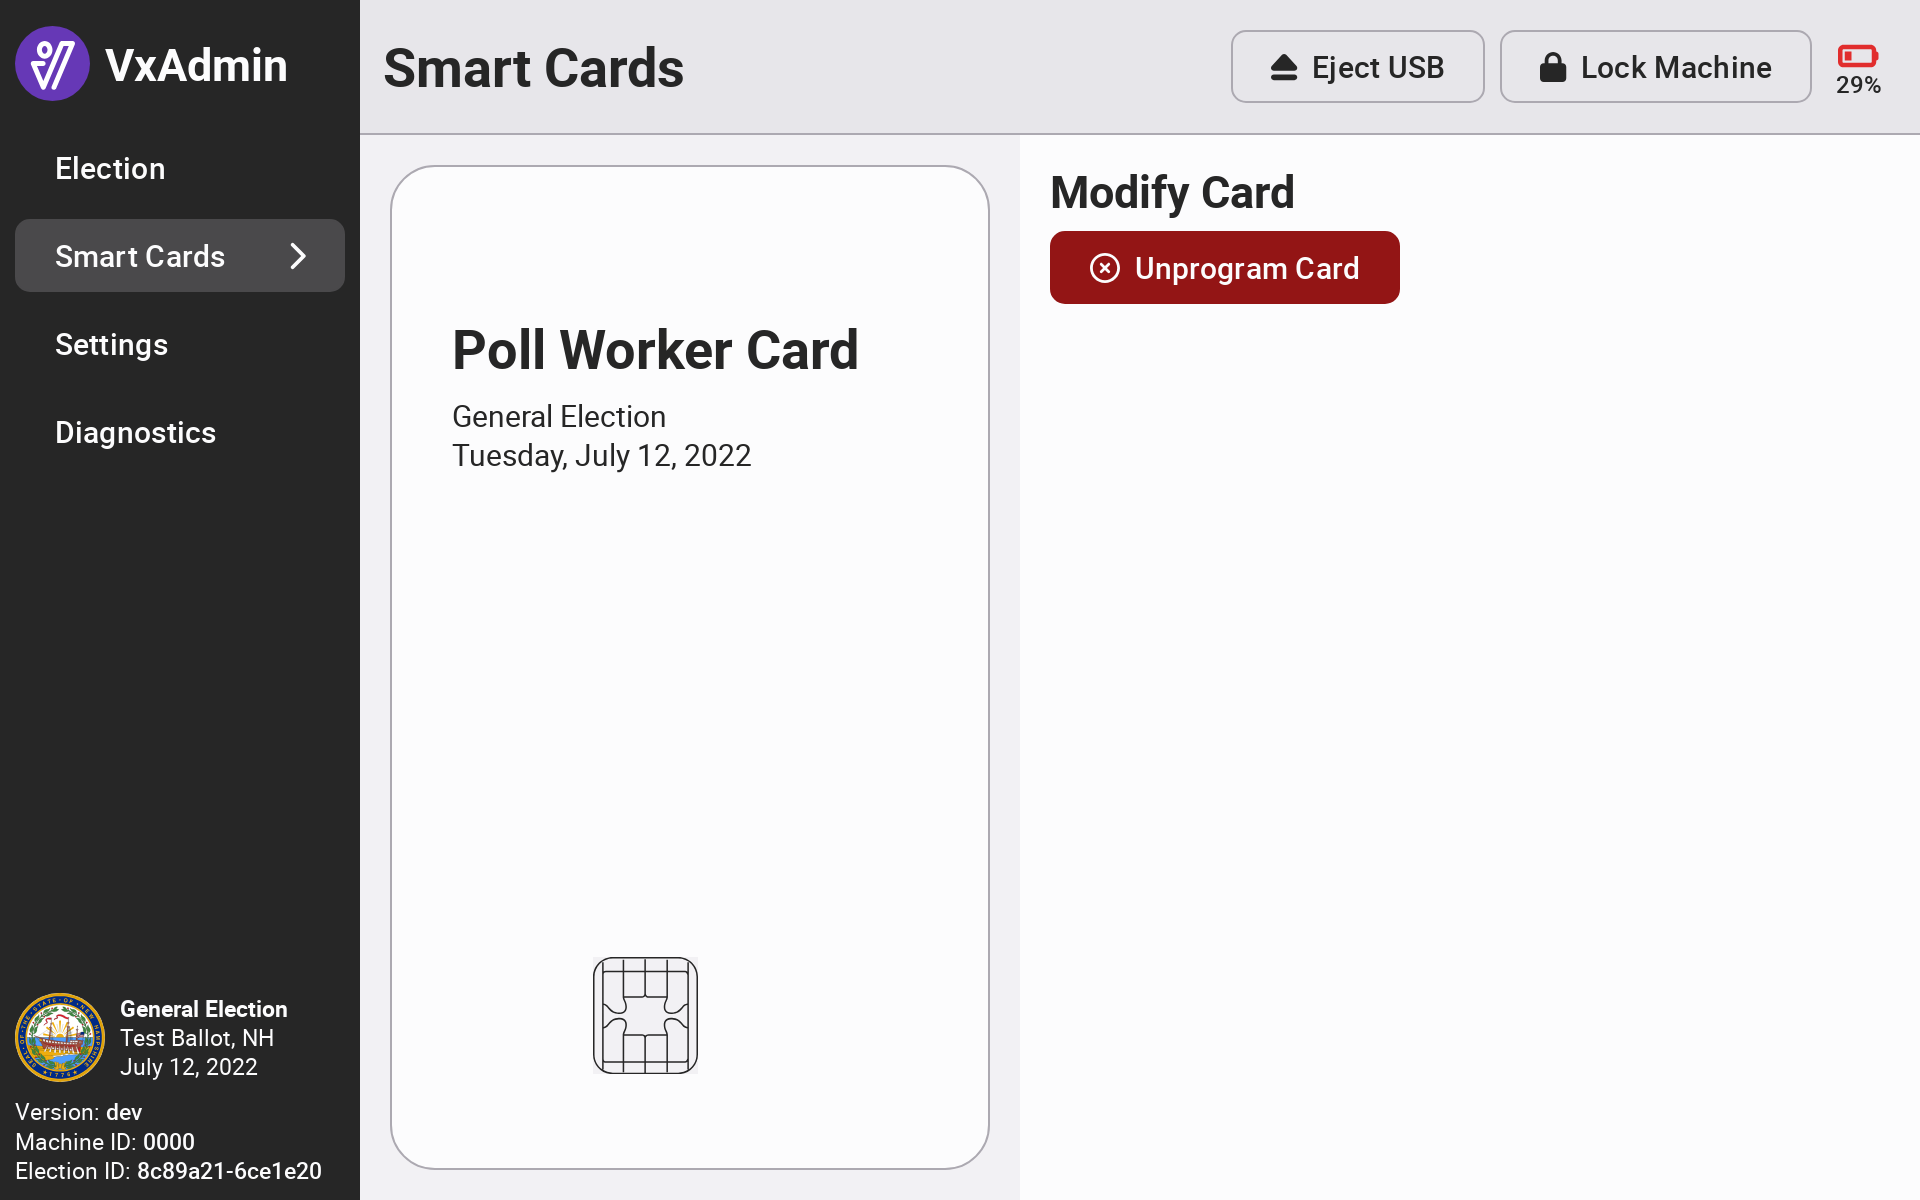 VxAdmin
Election
Smart Cards
Settings
Diagnostics
General Election
Test Ballot, NH
July 12, 2022
Version: dev
Machine ID: 0000
Election ID: 8c89a21-6ce1e20
Smart Cards
Eject USB
Lock Machine
29%
Poll Worker Card
General Election
Tuesday, July 12, 2022
Modify Card
Unprogram Card